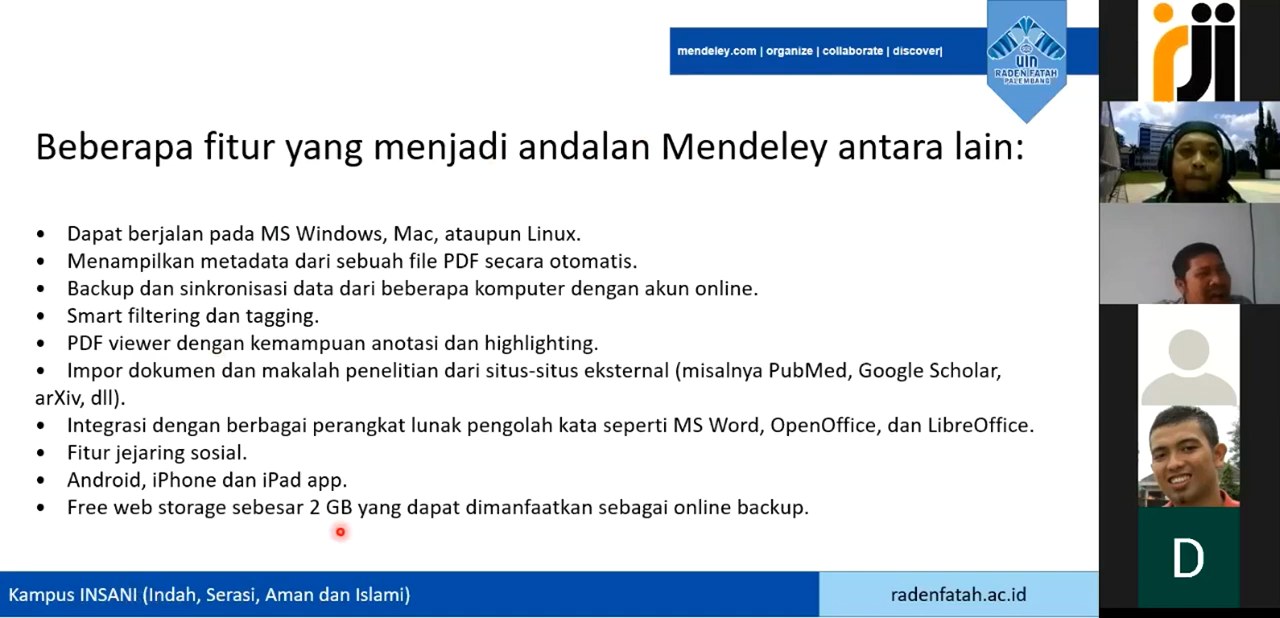 mendeley.com | organize | collaborate | discover|
uin
RADEN FATAH
PALEMBANG
rji
Beberapa fitur yang menjadi andalan Mendeley antara lain:
• Dapat berjalan pada MS Windows, Mac, ataupun Linux.
• Menampilkan metadata dari sebuah file PDF secara otomatis.
• Backup dan sinkronisasi data dari beberapa komputer dengan akun online.
• Smart filtering dan tagging.
• PDF viewer dengan kemampuan anotasi dan highlighting.
• Impor dokumen dan makalah penelitian dari situs-situs eksternal (misalnya PubMed, Google Scholar,
arXiv, dll).
• Integrasi dengan berbagai perangkat lunak pengolah kata seperti MS Word, OpenOffice, dan LibreOffice.
• Fitur jejaring sosial.
• Android, iPhone dan iPad app.
• Free web storage sebesar 2 GB yang dapat dimanfaatkan sebagai online backup.
D
Kampus INSANI (Indah, Serasi, Aman dan Islami)
radenfatah.ac.id